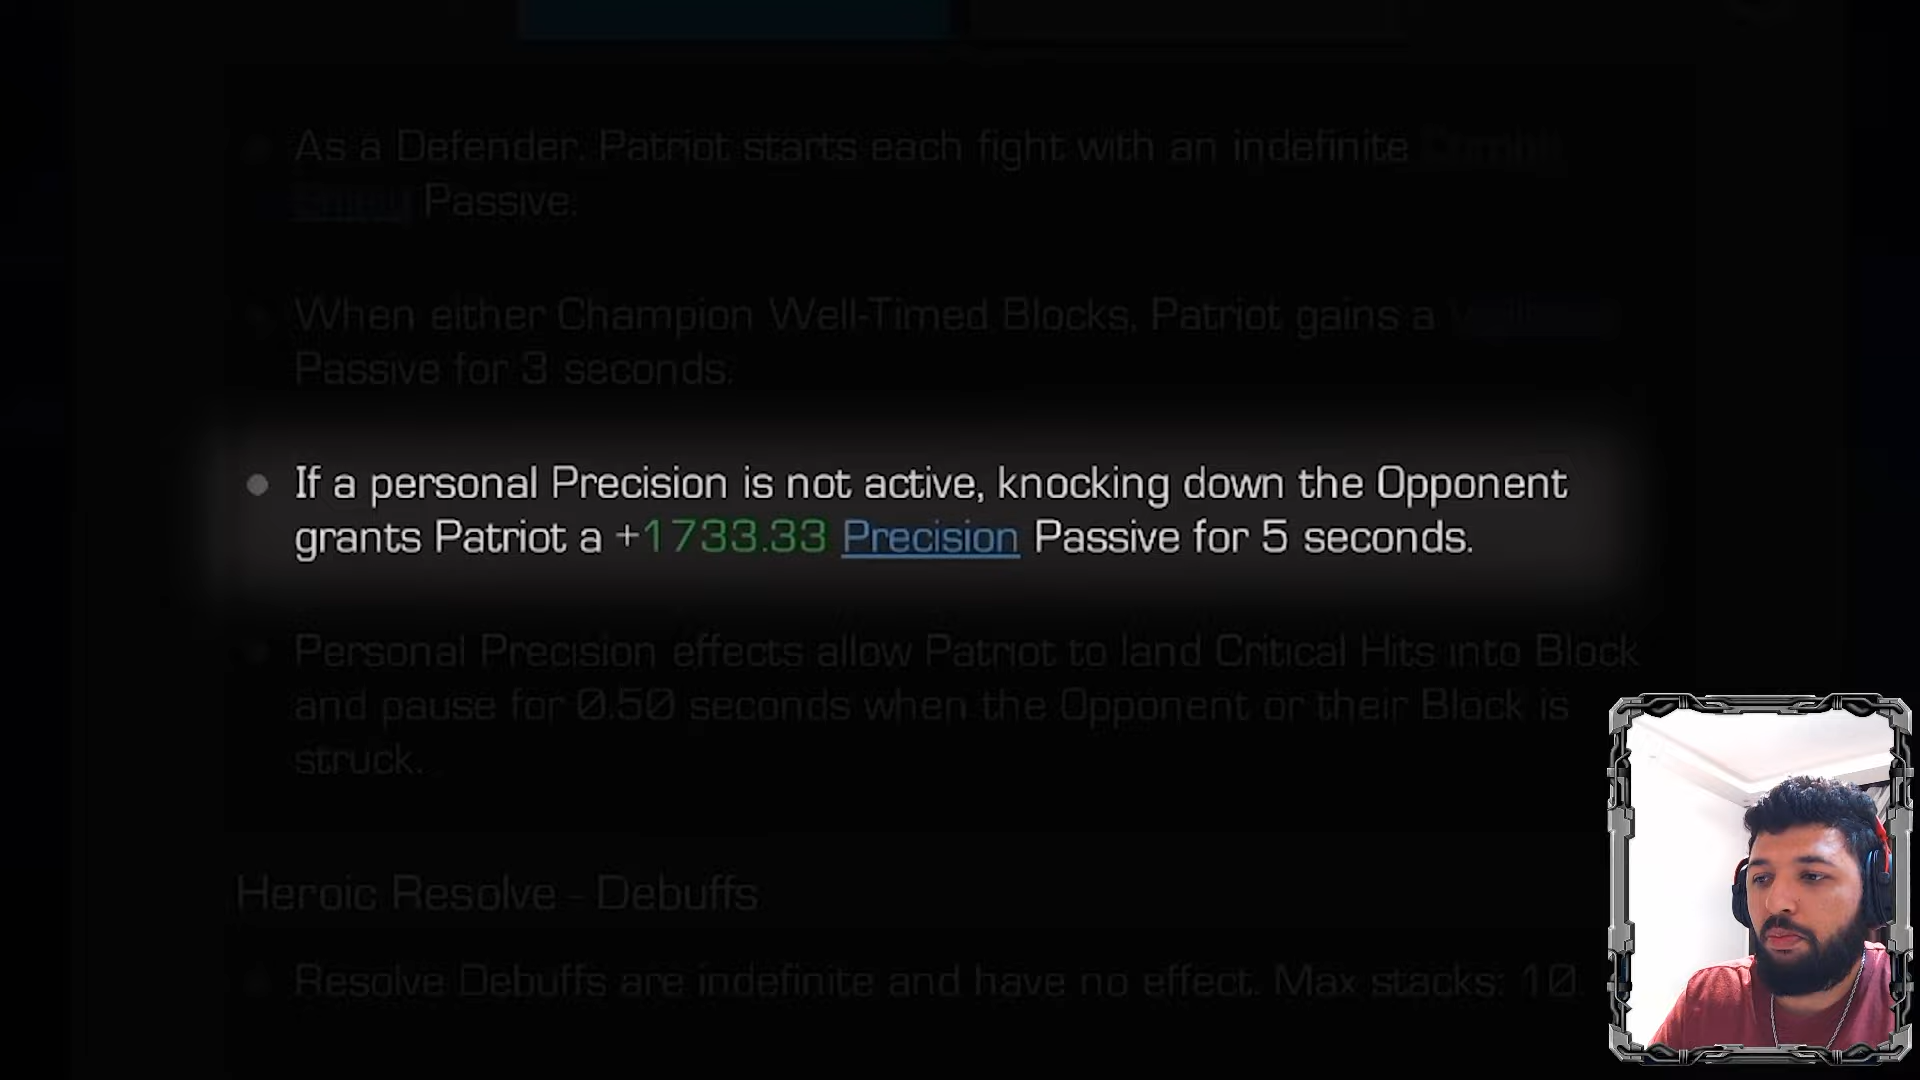 As a Defender. Patriot starts each fight with an indefinite
Passive.
When either Champion Well-Timed Blocks, Patriot gains a
Passive for 3 seconds.
If a personal Precision is not active, knocking down the Opponent
grants Patriot a +1733.33 Precision Passive for 5 seconds.
Personal Precision effects allow Patriot to land Critical Hits into Block
and pause for 0.50 seconds when the Opponent or their Block is
struck.
Heroic Resolve - Debuffs
Resolve Debuffs are indefinite and have no effect. Max stacks: 10.